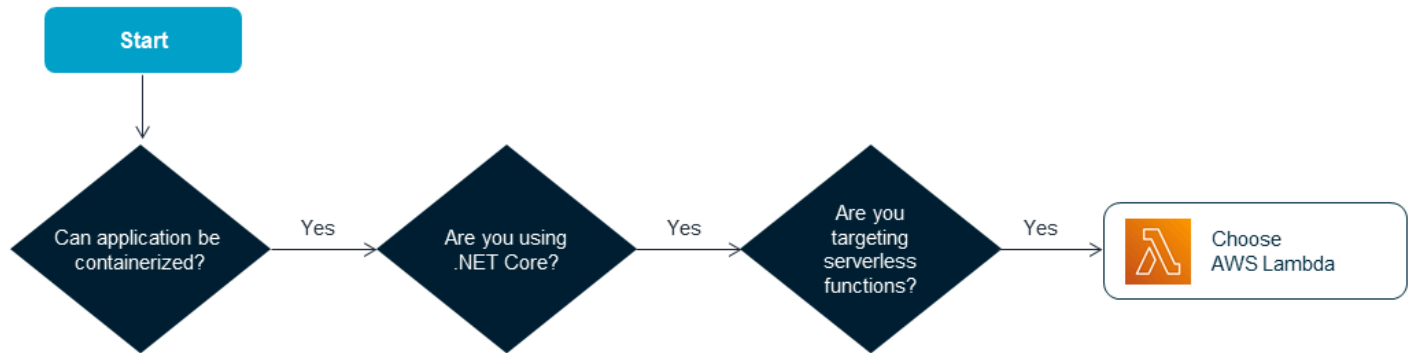 Start
Can application be
containerized?
Yes
Are you using
.NET Core?
Yes
Are you
targeting
serverless
functions?
Yes
Choose
AWS Lambda